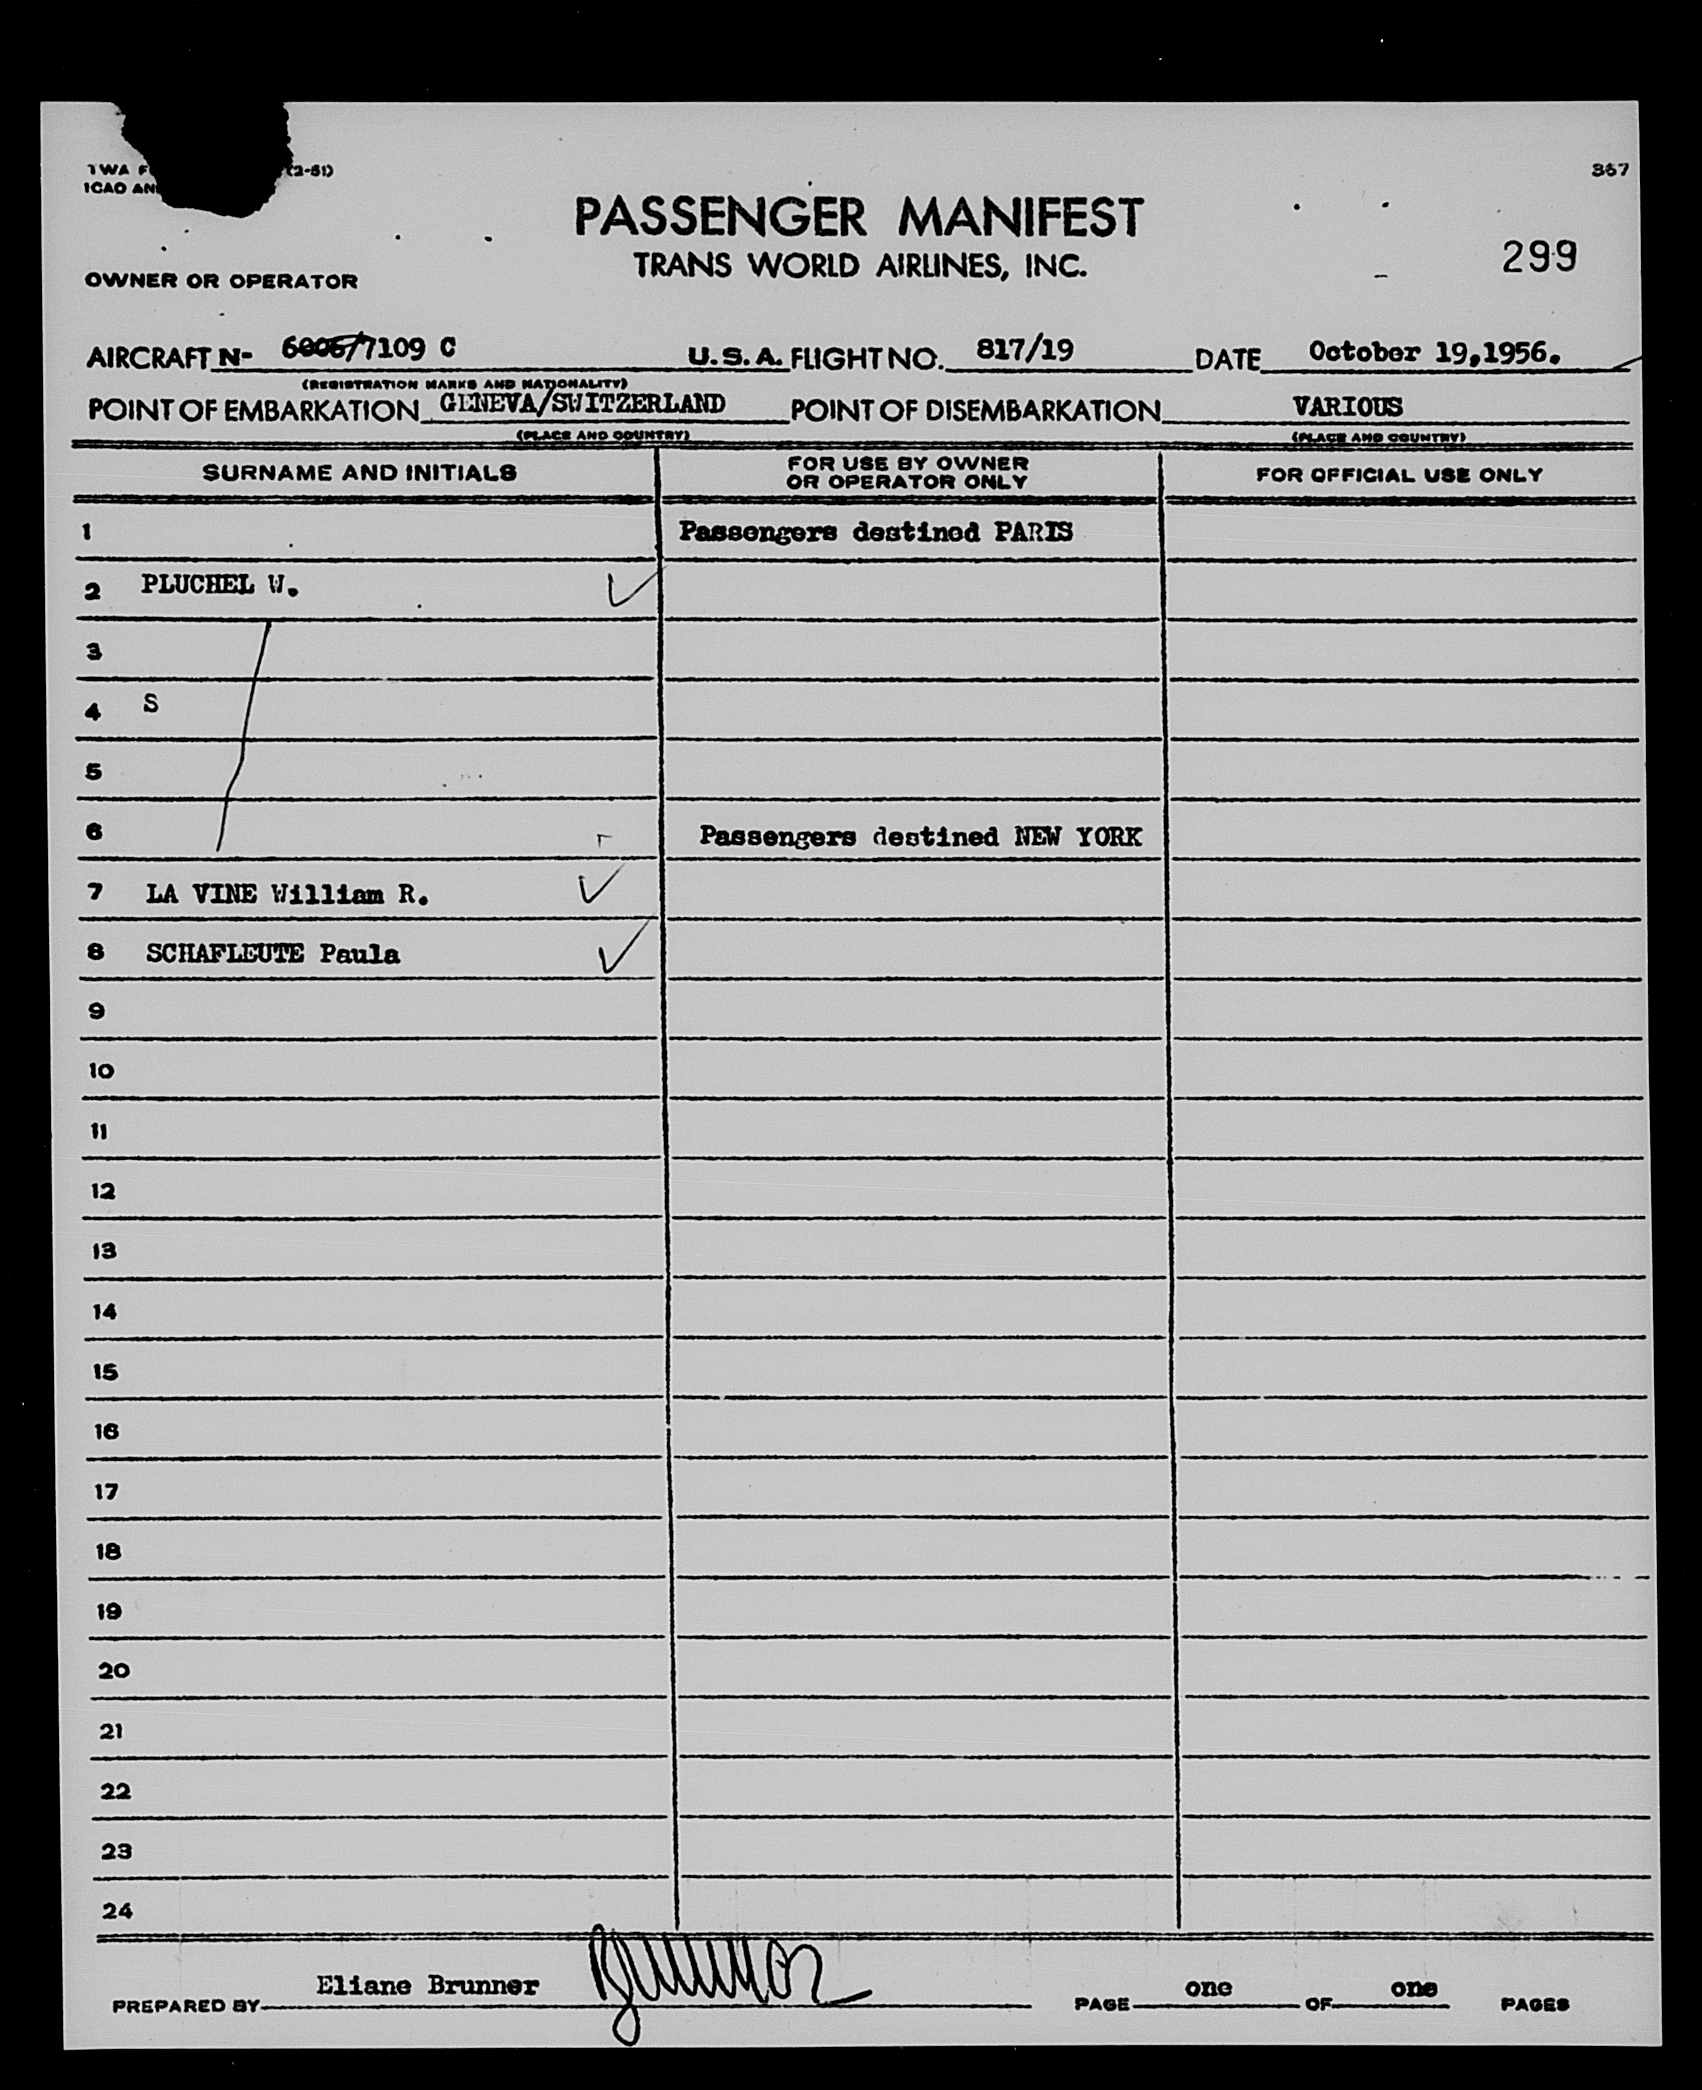 TWA F (2-51)
367
ICAO AN
PASSENGER MANIFEST
TRANS WORLD AIRLINES, INC.
299
OWNER OR OPERATOR
AIRCRAFT N- 6006/7109 C U.S.A. FLIGHT NO. 817/19 DATE October 19,1956.
(REGISTRATION MARKS AND NATIONALITY)
POINT OF EMBARKATION GENEVA/SWITZERLAND POINT OF DISEMBARKATION VARIOUS
(PLACE AND COUNTRY) (PLACE AND COUNTRY)
SURNAME AND INITIALS FOR USE BY OWNER OR OPERATOR ONLY FOR OFFICIAL USE ONLY
1 Passengers destined PARIS
2 PLUCHEL W.
3
4 S
5
6 Passengers destined NEW YORK
7 LA VINE William R.
8 SCHAFLEUTE Paula
9
10
11
12
13
14
15
16
17
18
19
20
21
22
23
24
PREPARED BY Eliane Brunner Brunner PAGE one OF one PAGES